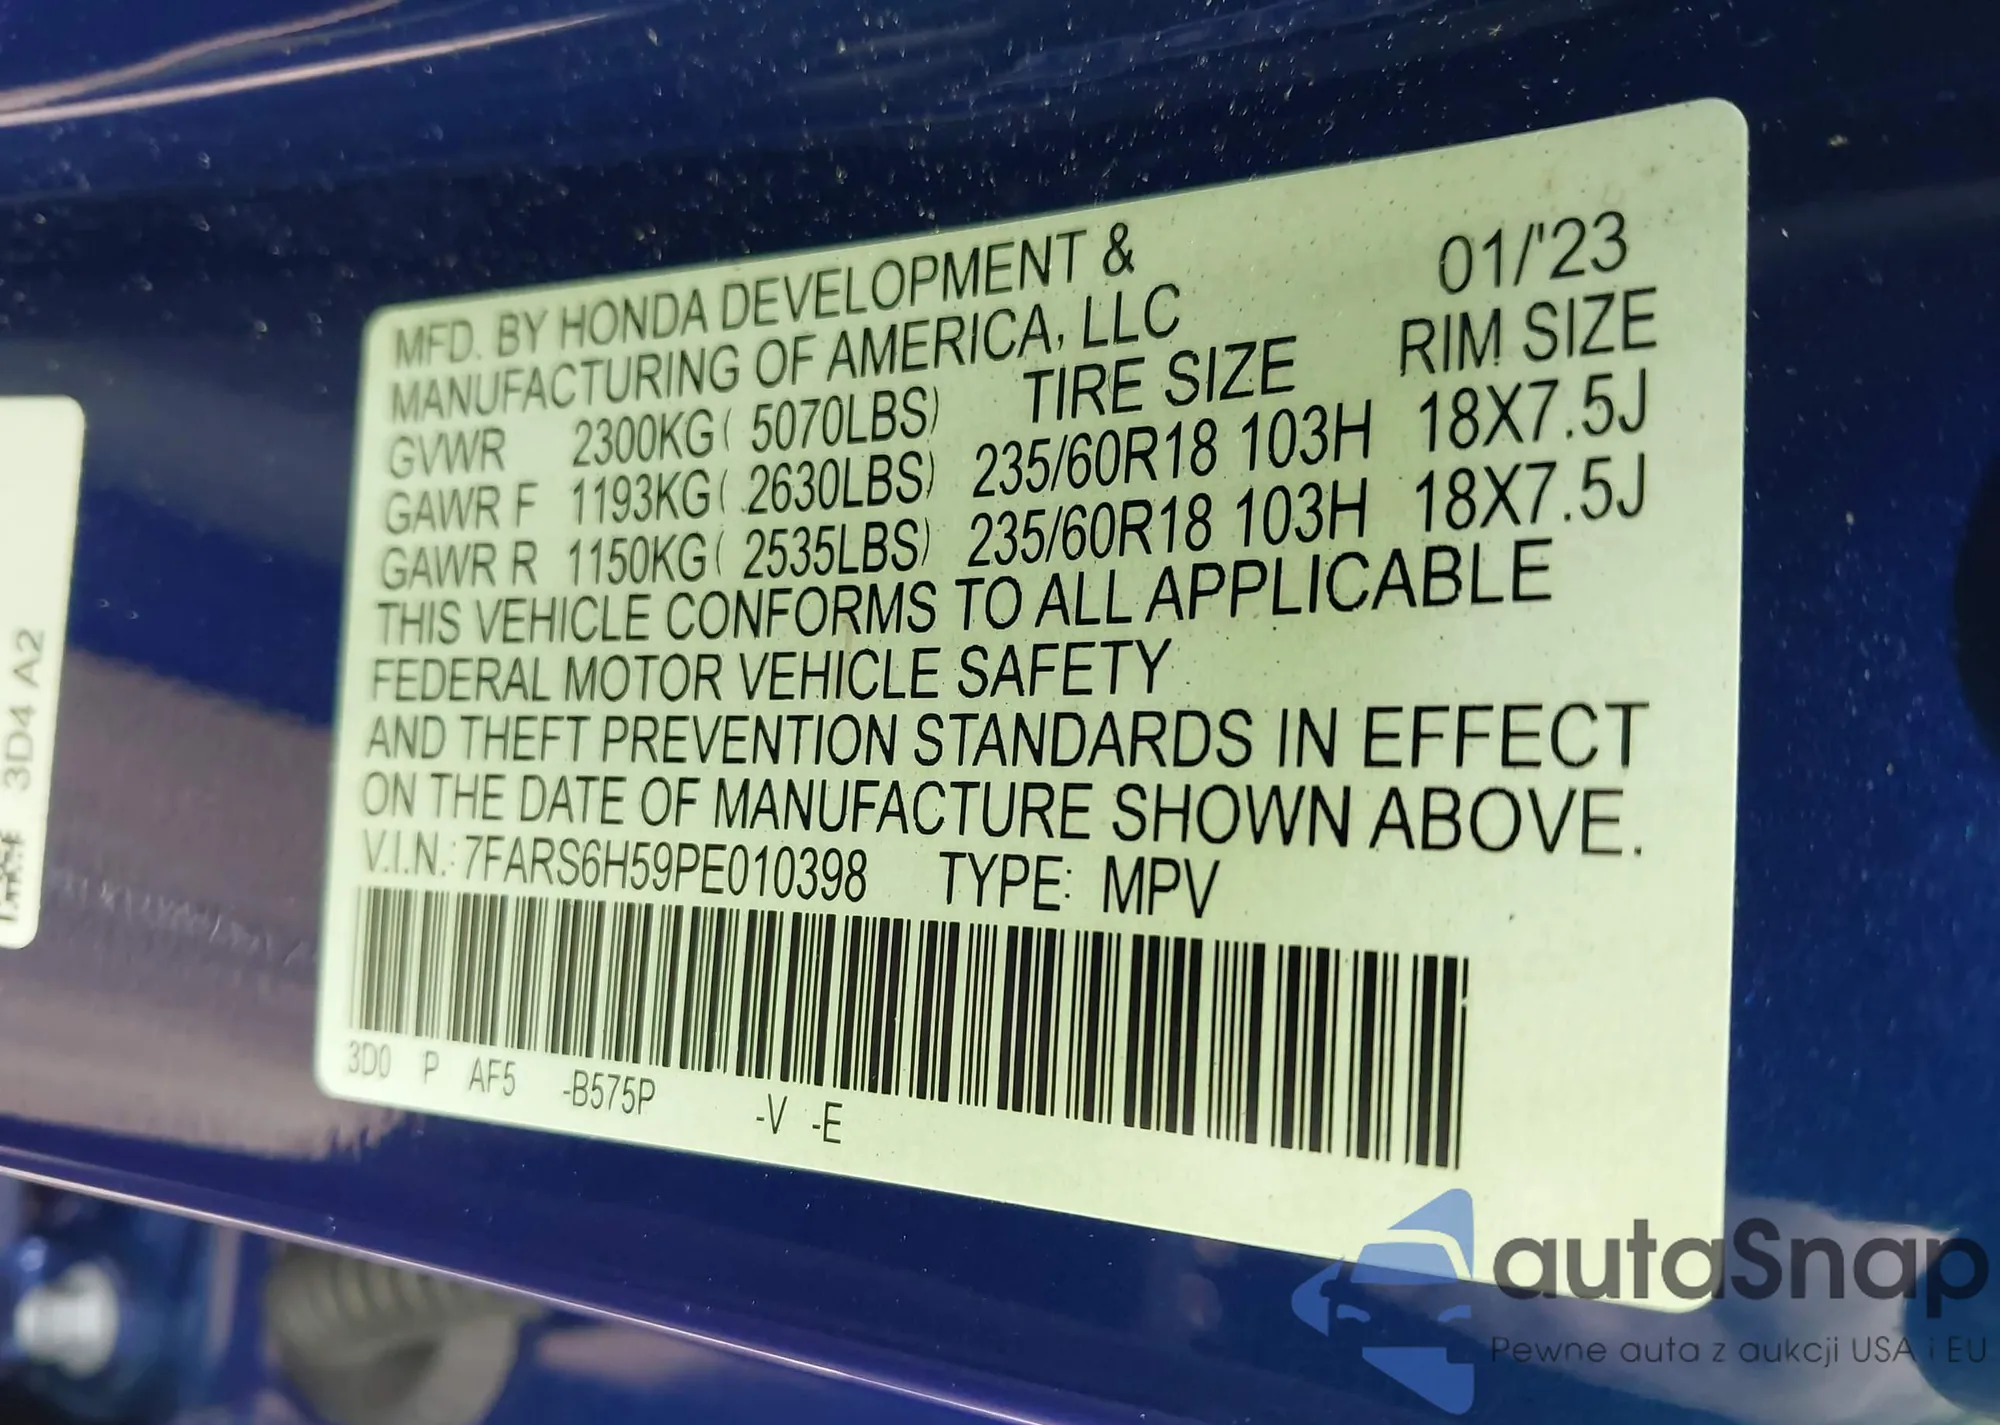 MFD. BY HONDA DEVELOPMENT & 01/'23
MANUFACTURING OF AMERICA, LLC
TIRE SIZE RIM SIZE
GVWR 2300KG( 5070LBS)
GAWR F 1193KG( 2630LBS) 235/60R18 103H 18X7.5J
GAWR R 1150KG( 2535LBS) 235/60R18 103H 18X7.5J
THIS VEHICLE CONFORMS TO ALL APPLICABLE
FEDERAL MOTOR VEHICLE SAFETY
AND THEFT PREVENTION STANDARDS IN EFFECT
ON THE DATE OF MANUFACTURE SHOWN ABOVE.
V.I.N.: 7FARS6H59PE010398 TYPE: MPV
3D0 P AF5 -B575P -V -E
3D4 A2
autaSnap
Pewne auta z aukcji USA i EU